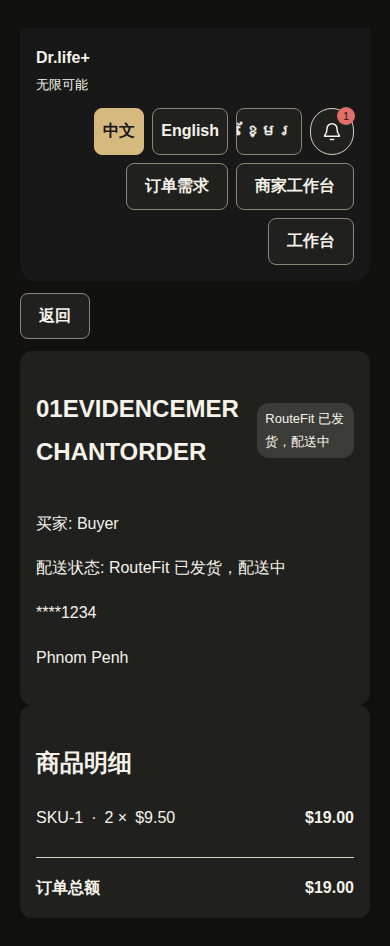 Dr.life+
无限可能
中文 English ខ្មែរ 1
订单需求 商家工作台
工作台
返回
01EVIDENCEMER
CHANTORDER
RouteFit 已发
货，配送中
买家: Buyer
配送状态: RouteFit 已发货，配送中
****1234
Phnom Penh
商品明细
SKU-1 · 2 × $9.50 $19.00
订单总额 $19.00